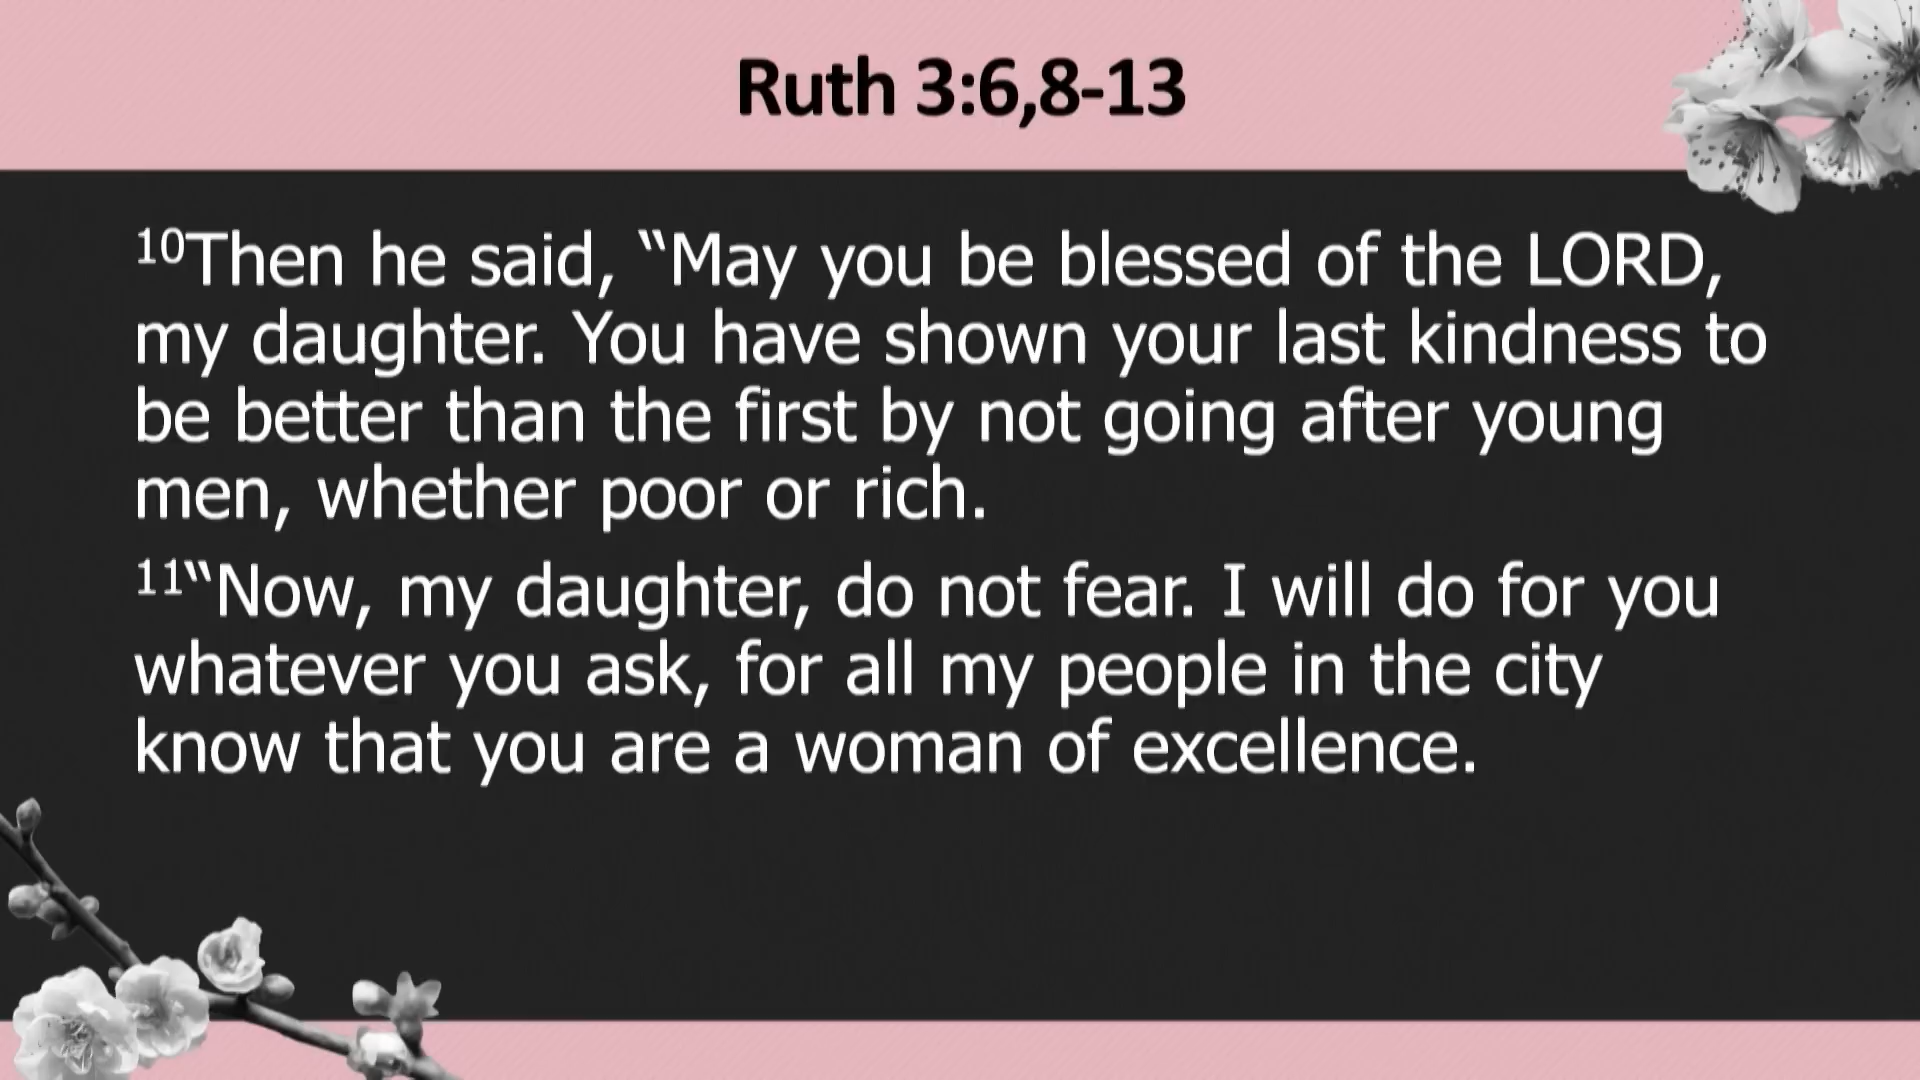 Ruth 3:6,8-13
¹⁰Then he said, “May you be blessed of the LORD,
my daughter. You have shown your last kindness to
be better than the first by not going after young
men, whether poor or rich.
¹¹“Now, my daughter, do not fear. I will do for you
whatever you ask, for all my people in the city
know that you are a woman of excellence.